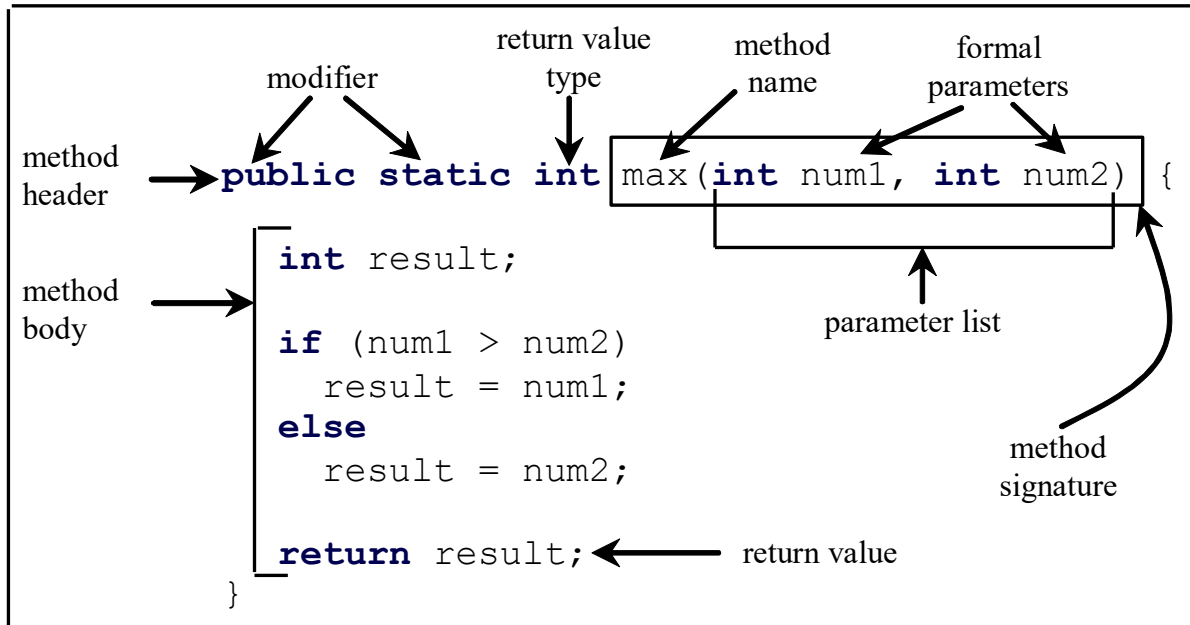 return value
type
method
name
formal
parameters
modifier
method
header
public static int max(int num1, int num2) {
int result;
method
body
parameter list
if (num1 > num2)
result = num1;
else
result = num2;
method
signature
return result;
return value
}